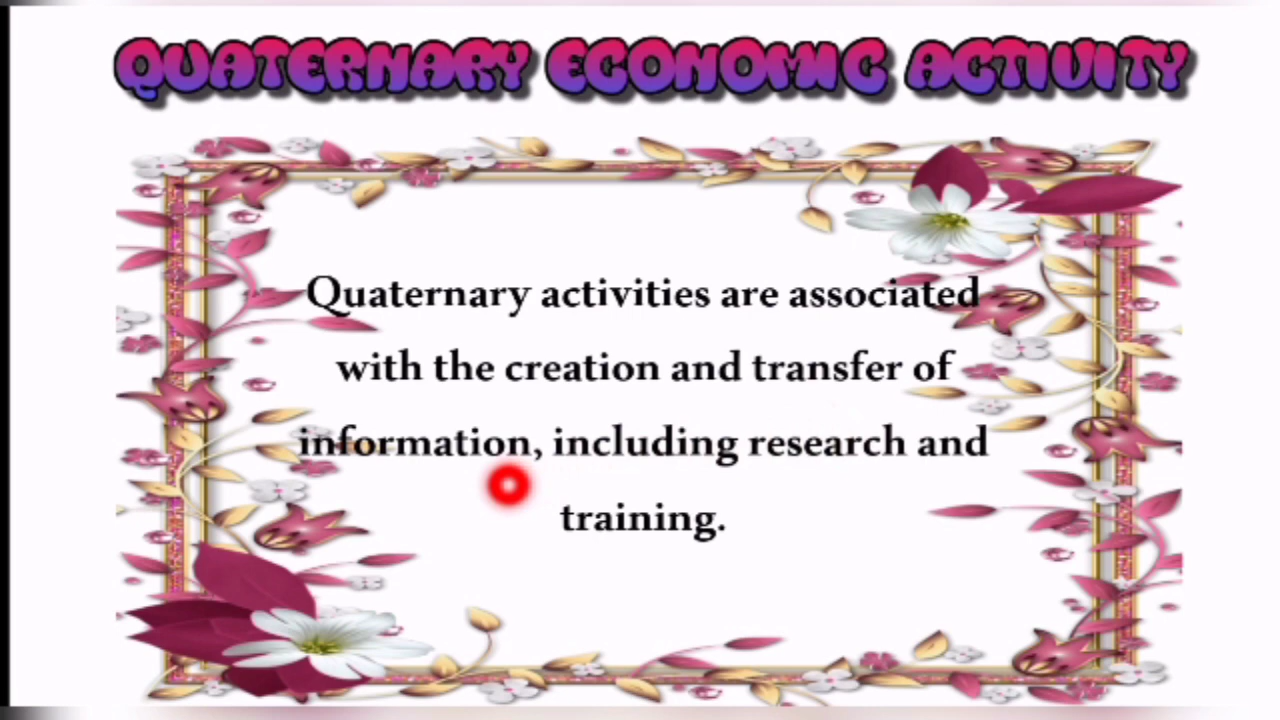 QUATERNARY ECONOMIC ACTIVITY
Quaternary activities are associated
with the creation and transfer of
information, including research and
training.